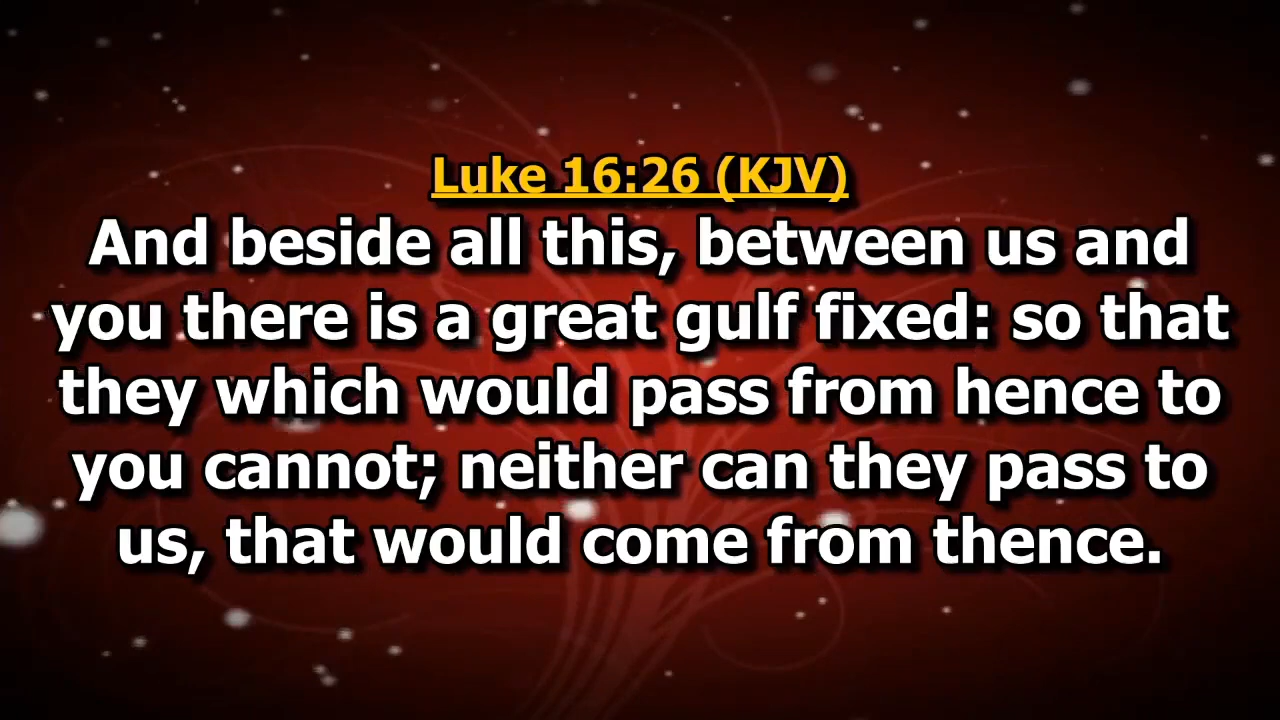 Luke 16:26 (KJV)
And beside all this, between us and
you there is a great gulf fixed: so that
they which would pass from hence to
you cannot; neither can they pass to
us, that would come from thence.